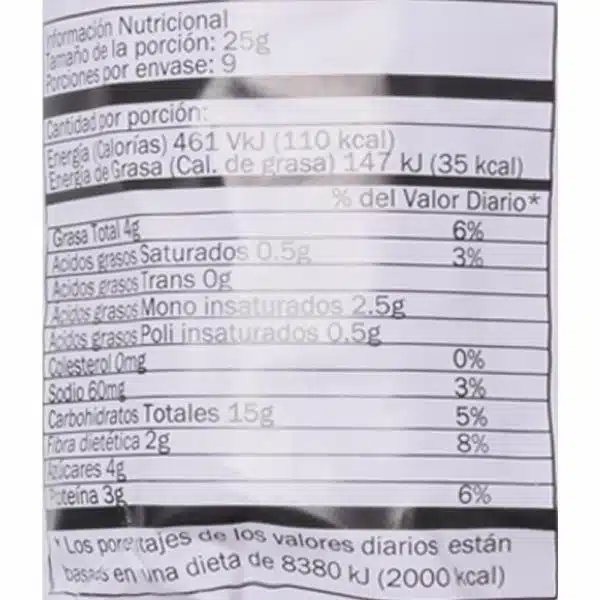 Información Nutricional
Tamaño de la porción: 25g
Porciones por envase: 9
Cantidad por porción:
Energía (Calorías) 461 VkJ (110 kcal)
Energía de Grasa (Cal. de grasa) 147 kJ (35 kcal)
% del Valor Diario*
Grasa Total 4g 6%
Acidos grasos Saturados 0.5g 3%
Acidos grasos Trans 0g
Acidos grasos Mono insaturados 2.5g
Acidos grasos Poli insaturados 0.5g
Colesterol 0mg 0%
Sodio 60mg 3%
Carbohidratos Totales 15g 5%
Fibra dietética 2g 8%
Azúcares 4g
Proteína 3g 6%
* Los porcentajes de los valores diarios están
basados en una dieta de 8380 kJ (2000 kcal)